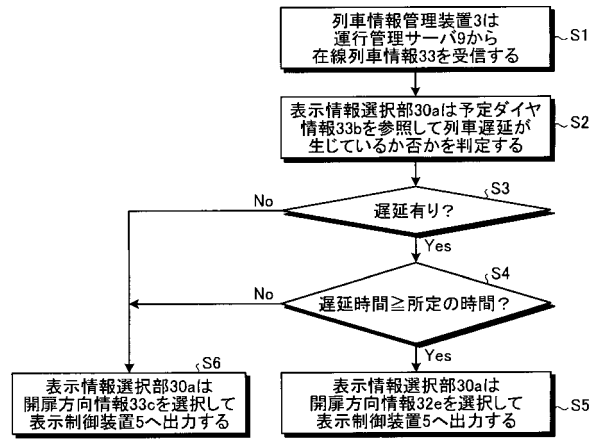 列車情報管理装置3は
運行管理サーバ9から
在線列車情報33を受信する
S1
表示情報選択部30aは予定ダイヤ
情報33bを参照して列車遅延が
生じているか否かを判定する
S2
S3
遅延有り?
No
Yes
S4
遅延時間≧所定の時間?
No
Yes
S6
表示情報選択部30aは
開扉方向情報33cを選択して
表示制御装置5へ出力する
表示情報選択部30aは
開扉方向情報32eを選択して
表示制御装置5へ出力する
S5